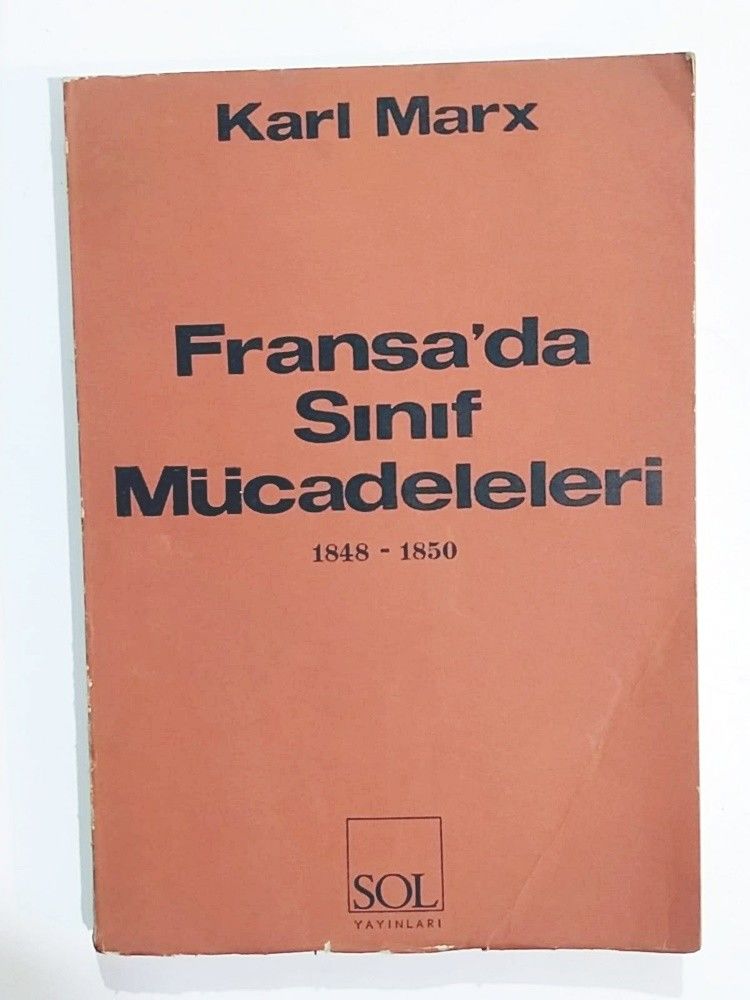 Karl Marx
Fransa'da
Sınıf
Mücadeleleri
1848 - 1850
SOL
YAYINLARI